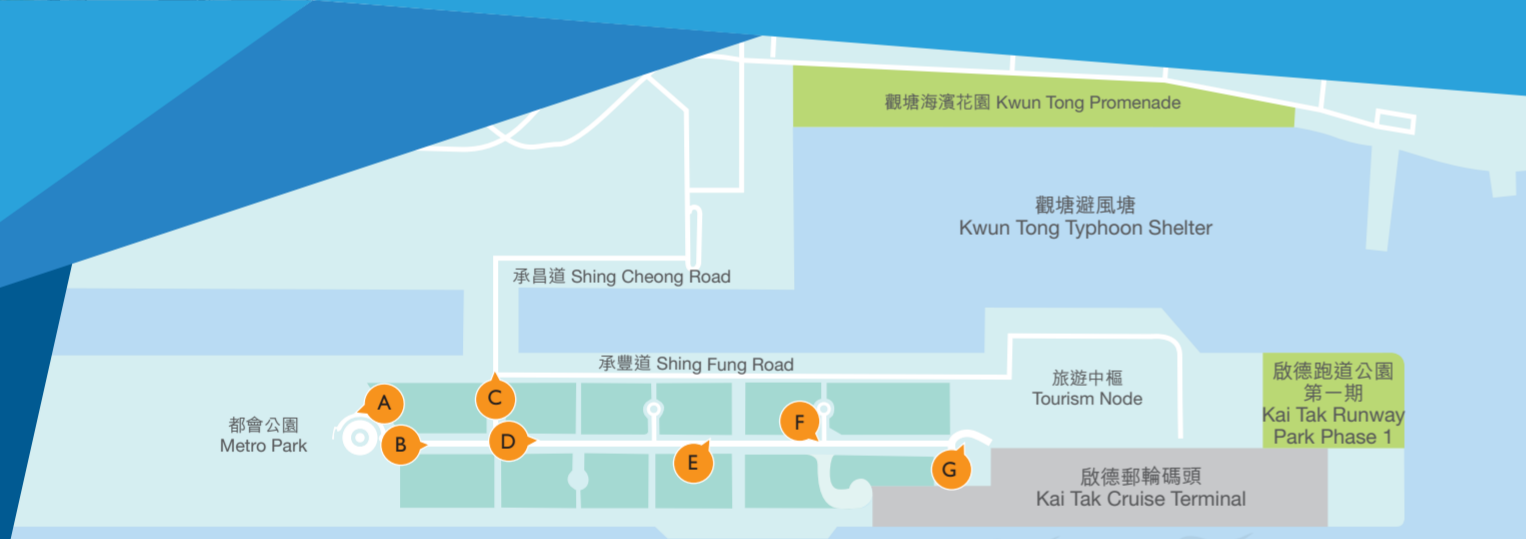 觀塘海濱花園 Kwun Tong Promenade
觀塘避風塘
Kwun Tong Typhoon Shelter
承昌道 Shing Cheong Road
承豐道 Shing Fung Road
旅遊中樞
Tourism Node
啟德跑道公園
第一期
Kai Tak Runway
Park Phase 1
都會公園
Metro Park
A
B
C
D
E
F
G
啟德郵輪碼頭
Kai Tak Cruise Terminal